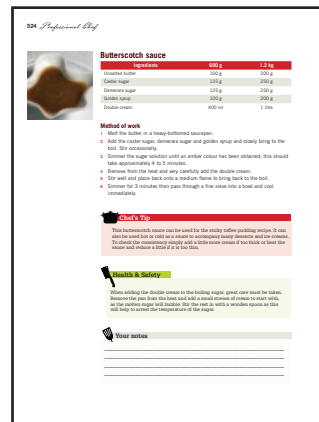 524 Professional Chef
Butterscotch sauce
Ingredients 600 g 1.2 kg
Unsalted butter 100 g 200 g
Caster sugar 125 g 250 g
Demerara sugar 125 g 250 g
Golden syrup 100 g 200 g
Double cream 600 ml 1 litre
Method of work
1 Melt the butter in a heavy-bottomed saucepan.
2 Add the caster sugar, demerara sugar and golden syrup and slowly bring to the
boil. Stir occasionally.
3 Simmer the sugar solution until an amber colour has been obtained; this should
take approximately 4 to 5 minutes.
4 Remove from the heat and very carefully add the double cream.
5 Stir well and place back onto a medium flame to bring back to the boil.
6 Simmer for 3 minutes then pass through a fine sieve into a bowl and cool
immediately.
Chef's Tip
This butterscotch sauce can be used for the sticky toffee pudding recipe. It can
also be used hot or cold as a sauce to accompany many desserts and ice creams.
To check the consistency simply add a little more cream if too thick or heat the
sauce and reduce a little if it is too thin.
Health & Safety
When adding the double cream to the boiling sugar, great care must be taken.
Remove the pan from the heat and add a small stream of cream to start with,
as the molten sugar will bubble. Stir the rest in with a wooden spoon as this
will help to arrest the temperature of the sugar.
Your notes